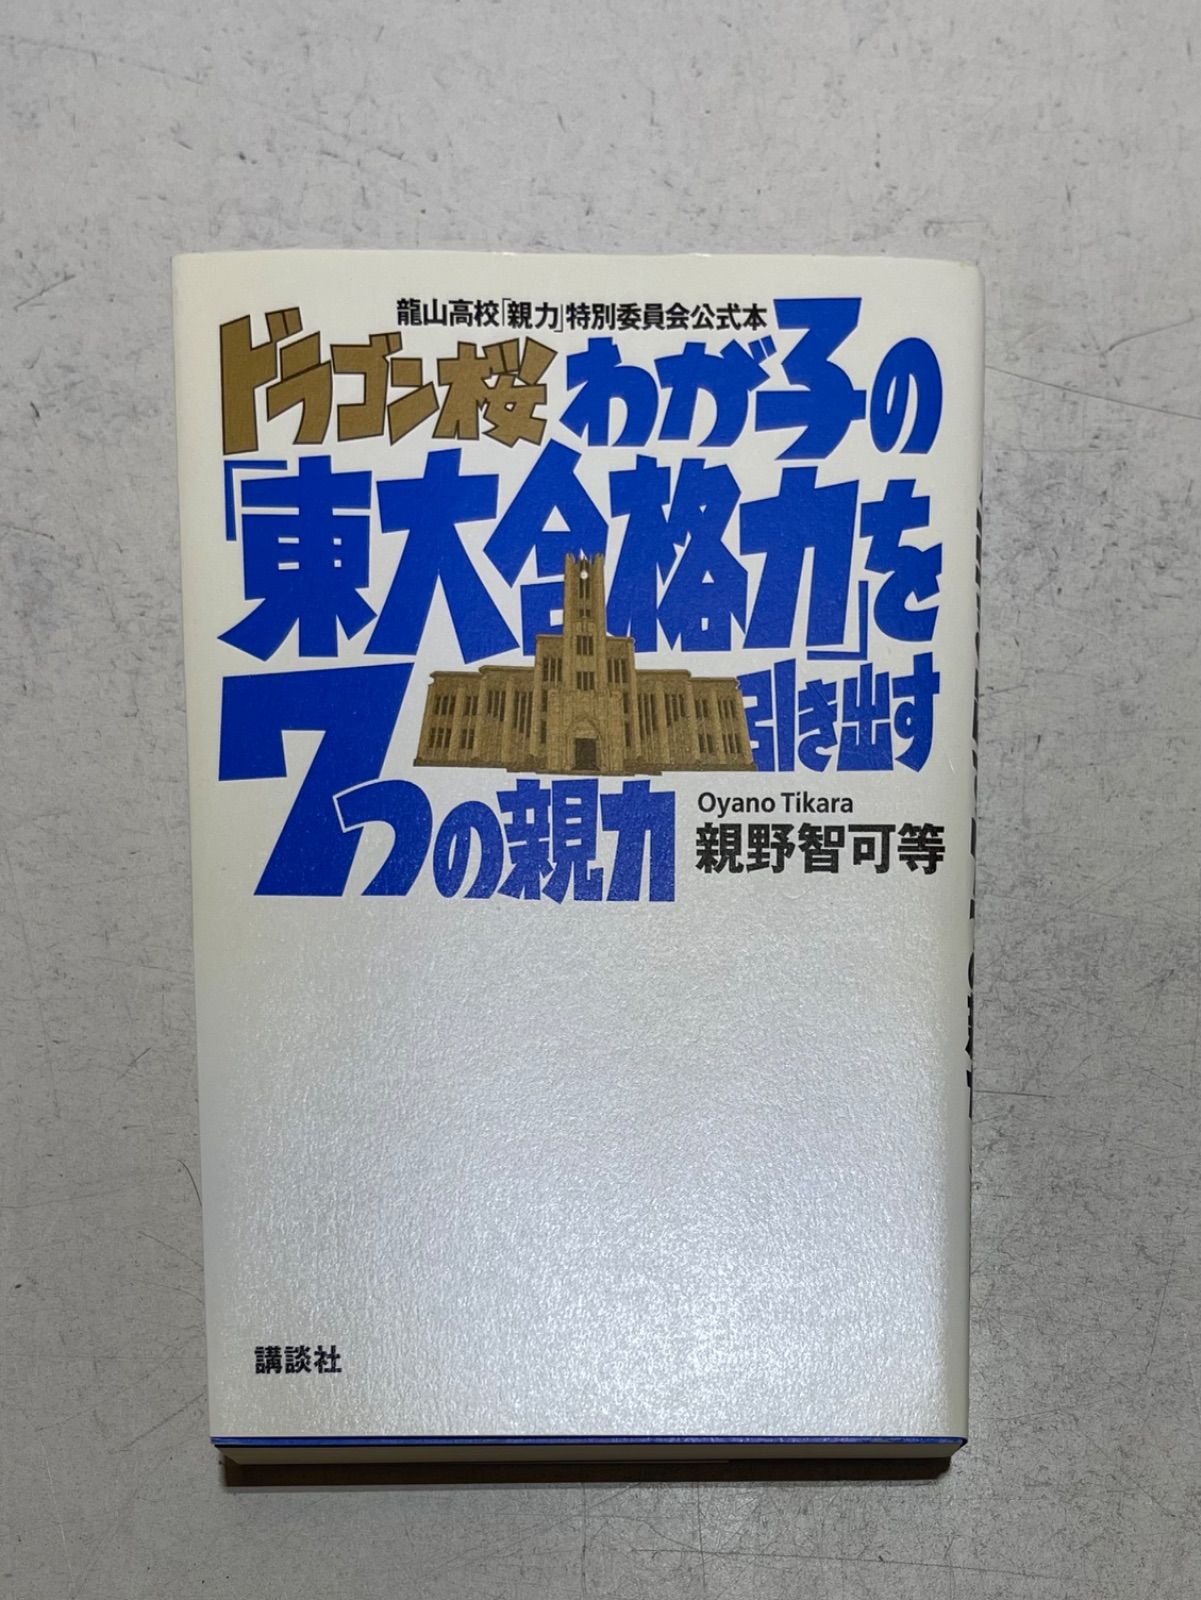 龍山高校「親力」特別委員会公式本
ドラゴン桜 わが子の
「東大合格力」を
引き出す
7つの親力
Oyano Tikara
親野智可等
講談社